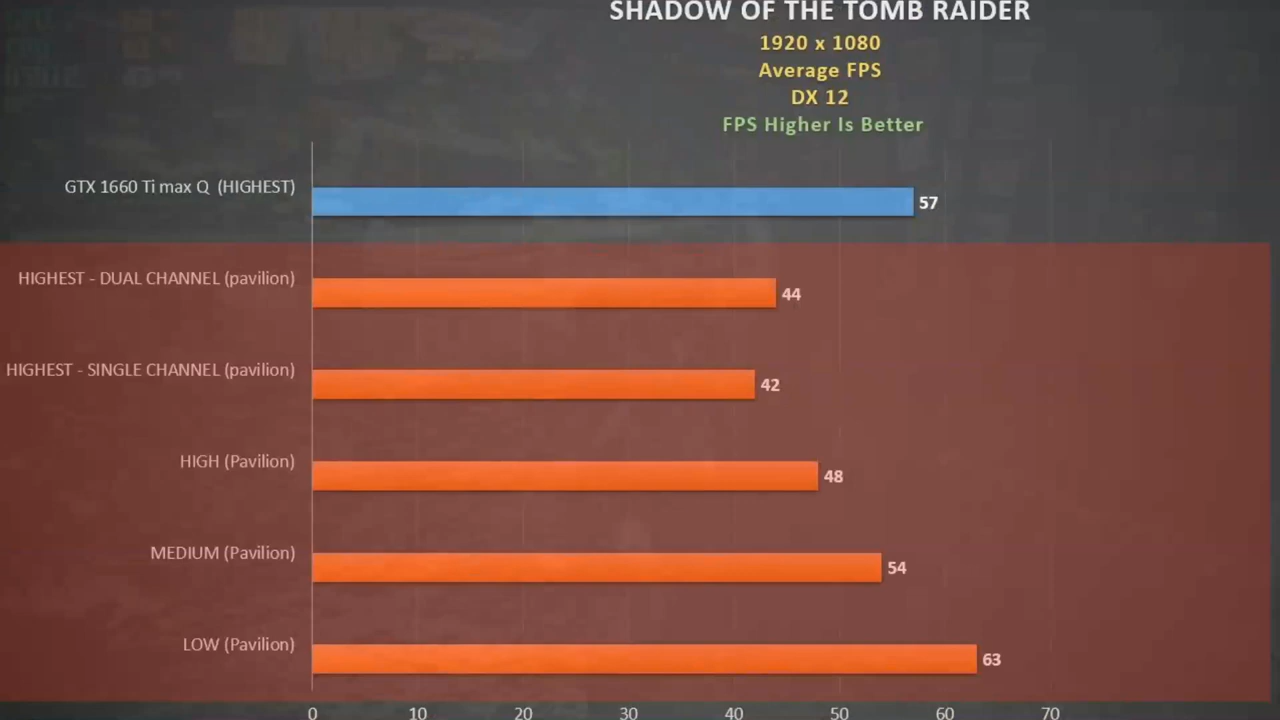 SHADOW OF THE TOMB RAIDER
1920 x 1080
Average FPS
DX 12
FPS Higher Is Better
GTX 1660 Ti max Q (HIGHEST)
57
HIGHEST - DUAL CHANNEL (pavilion)
44
HIGHEST - SINGLE CHANNEL (pavilion)
42
HIGH (Pavilion)
48
MEDIUM (Pavilion)
54
LOW (Pavilion)
63
0 10 20 30 40 50 60 70